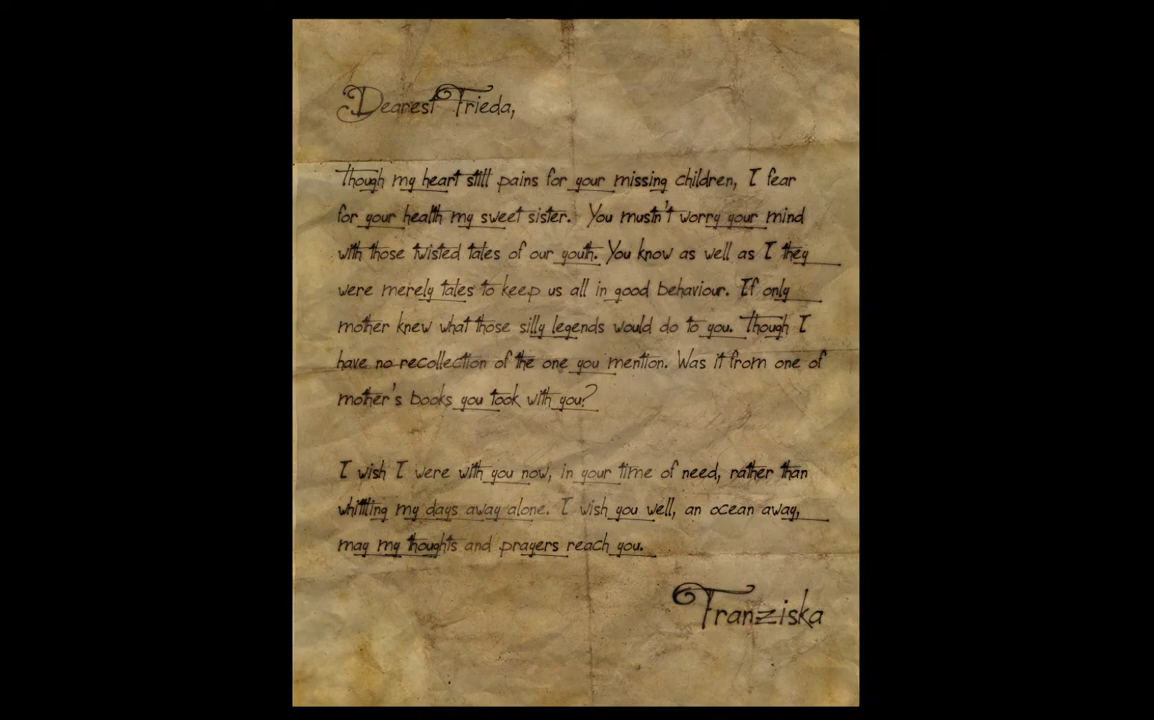 Dearest Frieda,
Though my heart still pains for your missing children, I fear
for your health my sweet sister. You mustn't worry your mind
with those twisted tales of our youth. You know as well as I they
were merely tales to keep us all in good behaviour. If only
mother knew what those silly legends would do to you. Though I
have no recollection of the one you mention. Was it from one of
mother's books you took with you?
I wish I were with you now, in your time of need, rather than
whittling my days away alone. I wish you well, an ocean away,
may my thoughts and prayers reach you.
Franziska